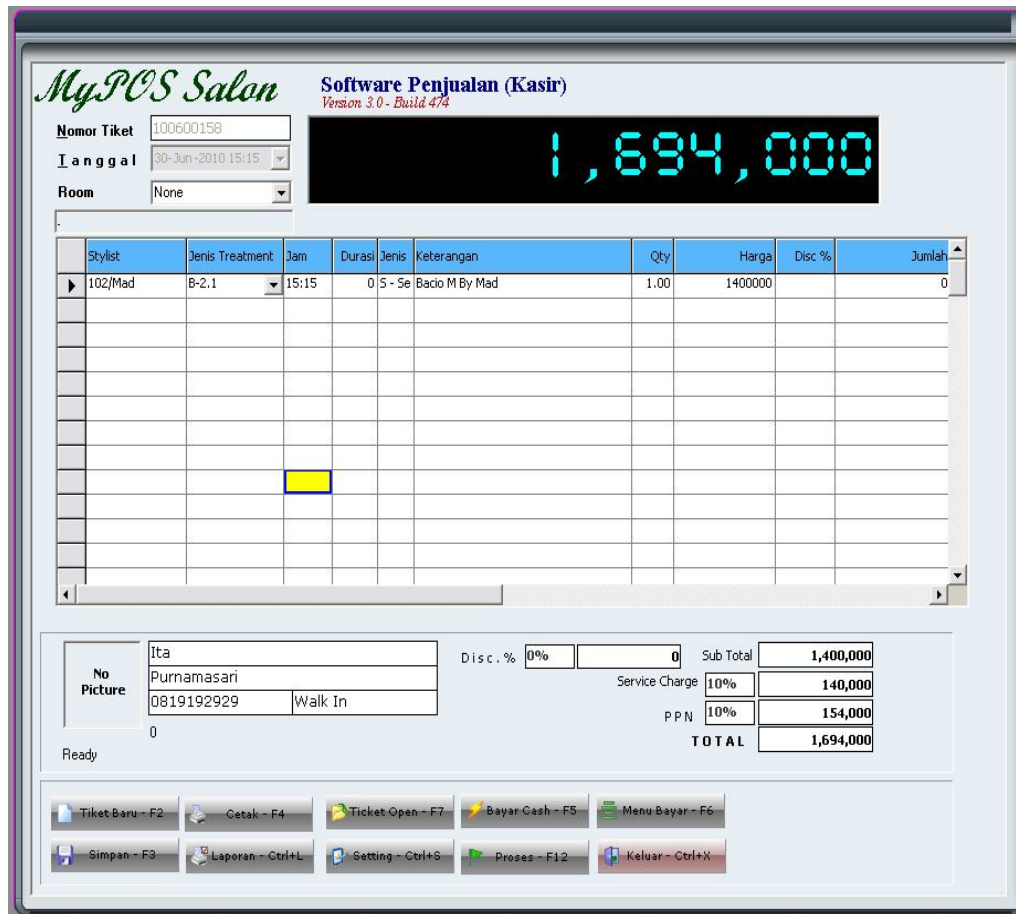 MyPOS Salon
Software Penjualan (Kasir)
Version 3.0 - Build 474
Nomor Tiket 100600158
Tanggal 30-Jun-2010 15:15
Room None
1,694,000
.
Stylist Jenis Treatment Jam Durasi Jenis Keterangan Qty Harga Disc % Jumlah
102/Mad B-2.1 15:15 0 S - Se Bacio M By Mad 1.00 1400000 0
No Picture
Ita
Purnamasari
0819192929 Walk In
0
Ready
Disc.% 0% 0 Sub Total 1,400,000
Service Charge 10% 140,000
PPN 10% 154,000
TOTAL 1,694,000
Tiket Baru - F2 Cetak - F4 Ticket Open - F7 Bayar Cash - F5 Menu Bayar - F6
Simpan - F3 Laporan - Ctrl+L Setting - Ctrl+S Proses - F12 Keluar - Ctrl+X